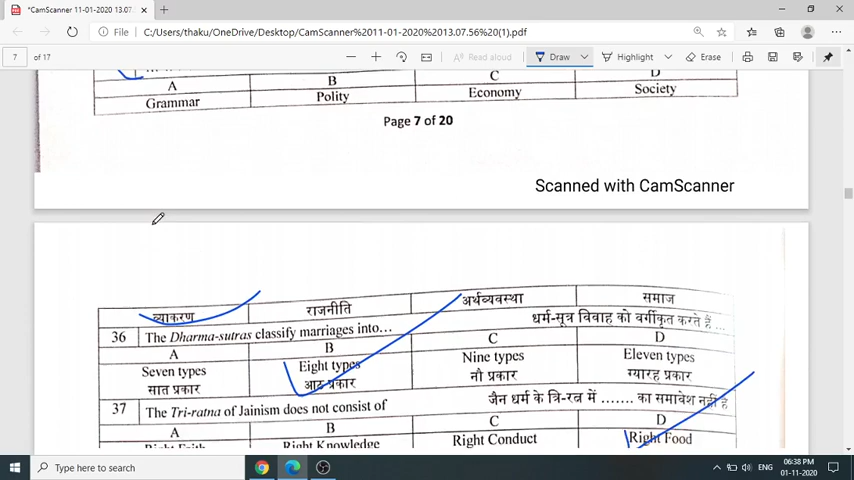 *CamScanner 11-01-2020 13.07.5
C:/Users/thaku/OneDrive/Desktop/CamScanner%2011-01-2020%2013.07.56%20(1).pdf
7 of 17
Read aloud
Draw
Highlight
Erase
A B C D
Grammar Polity Economy Society
Page 7 of 20
Scanned with CamScanner
व्याकरण राजनीति अर्थव्यवस्था समाज
36 The Dharma-sutras classify marriages into… धर्म-सूत्र विवाह को वर्गीकृत करते हैं ...
A B C D
Seven types Eight types Nine types Eleven types
सात प्रकार आठ प्रकार नौ प्रकार ग्यारह प्रकार
37 The Tri-ratna of Jainism does not consist of जैन धर्म के त्रि-रत्न में ....... का समावेश नहीं है
A B C D
Right Faith Right Knowledge Right Conduct Right Food
Type here to search
ENG
06:38 PM
01-11-2020